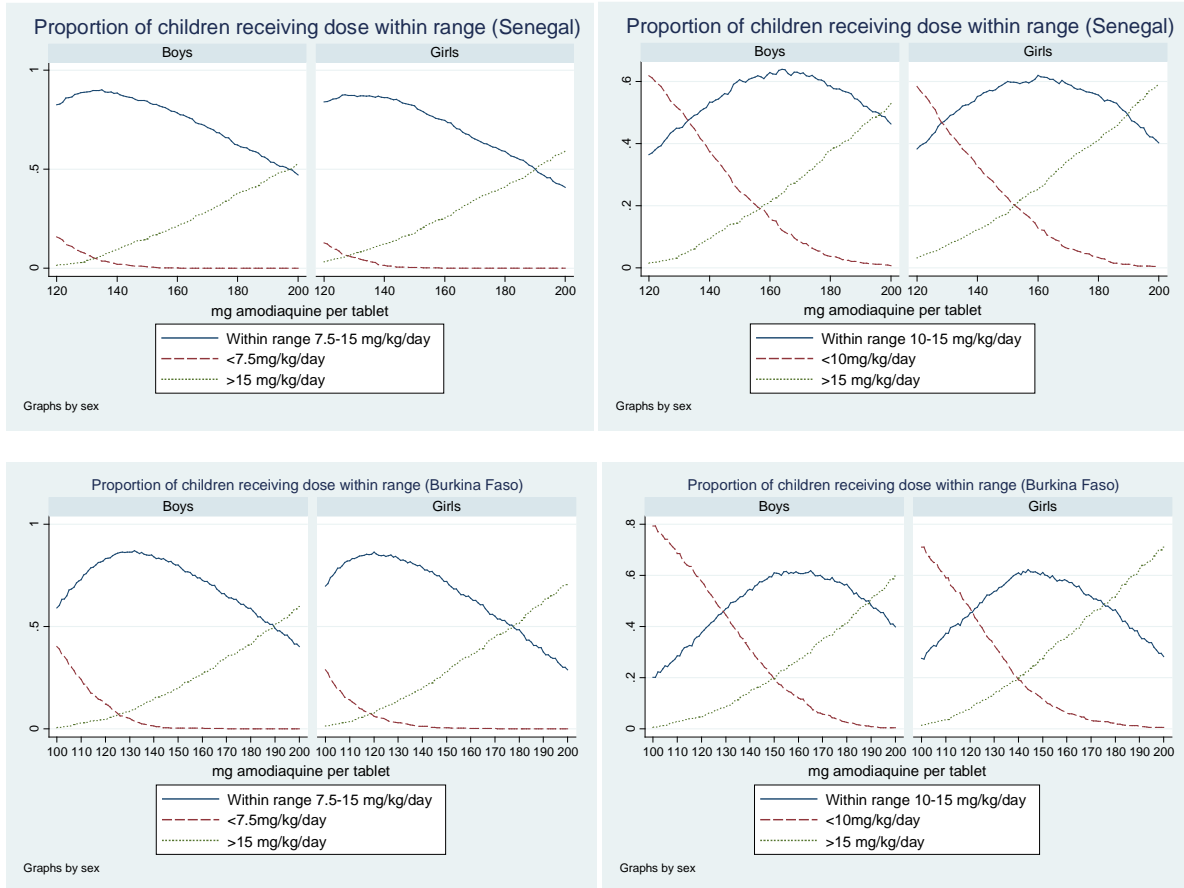 Proportion of children receiving dose within range (Senegal)
Boys
Girls
0
.5
1
120
140
160
180
200
120
140
160
180
200
mg amodiaquine per tablet
Within range 7.5-15 mg/kg/day
<7.5mg/kg/day
>15 mg/kg/day
Graphs by sex
Proportion of children receiving dose within range (Senegal)
Boys
Girls
0
.2
.4
.6
120
140
160
180
200
120
140
160
180
200
mg amodiaquine per tablet
Within range 10-15 mg/kg/day
<10mg/kg/day
>15 mg/kg/day
Graphs by sex
Proportion of children receiving dose within range (Burkina Faso)
Boys
Girls
0
.5
1
100 110 120 130 140 150 160 170 180 190 200
100 110 120 130 140 150 160 170 180 190 200
mg amodiaquine per tablet
Within range 7.5-15 mg/kg/day
<7.5mg/kg/day
>15 mg/kg/day
Graphs by sex
Proportion of children receiving dose within range (Burkina Faso)
Boys
Girls
0
.2
.4
.6
.8
100 110 120 130 140 150 160 170 180 190 200
100 110 120 130 140 150 160 170 180 190 200
mg amodiaquine per tablet
Within range 10-15 mg/kg/day
<10mg/kg/day
>15 mg/kg/day
Graphs by sex